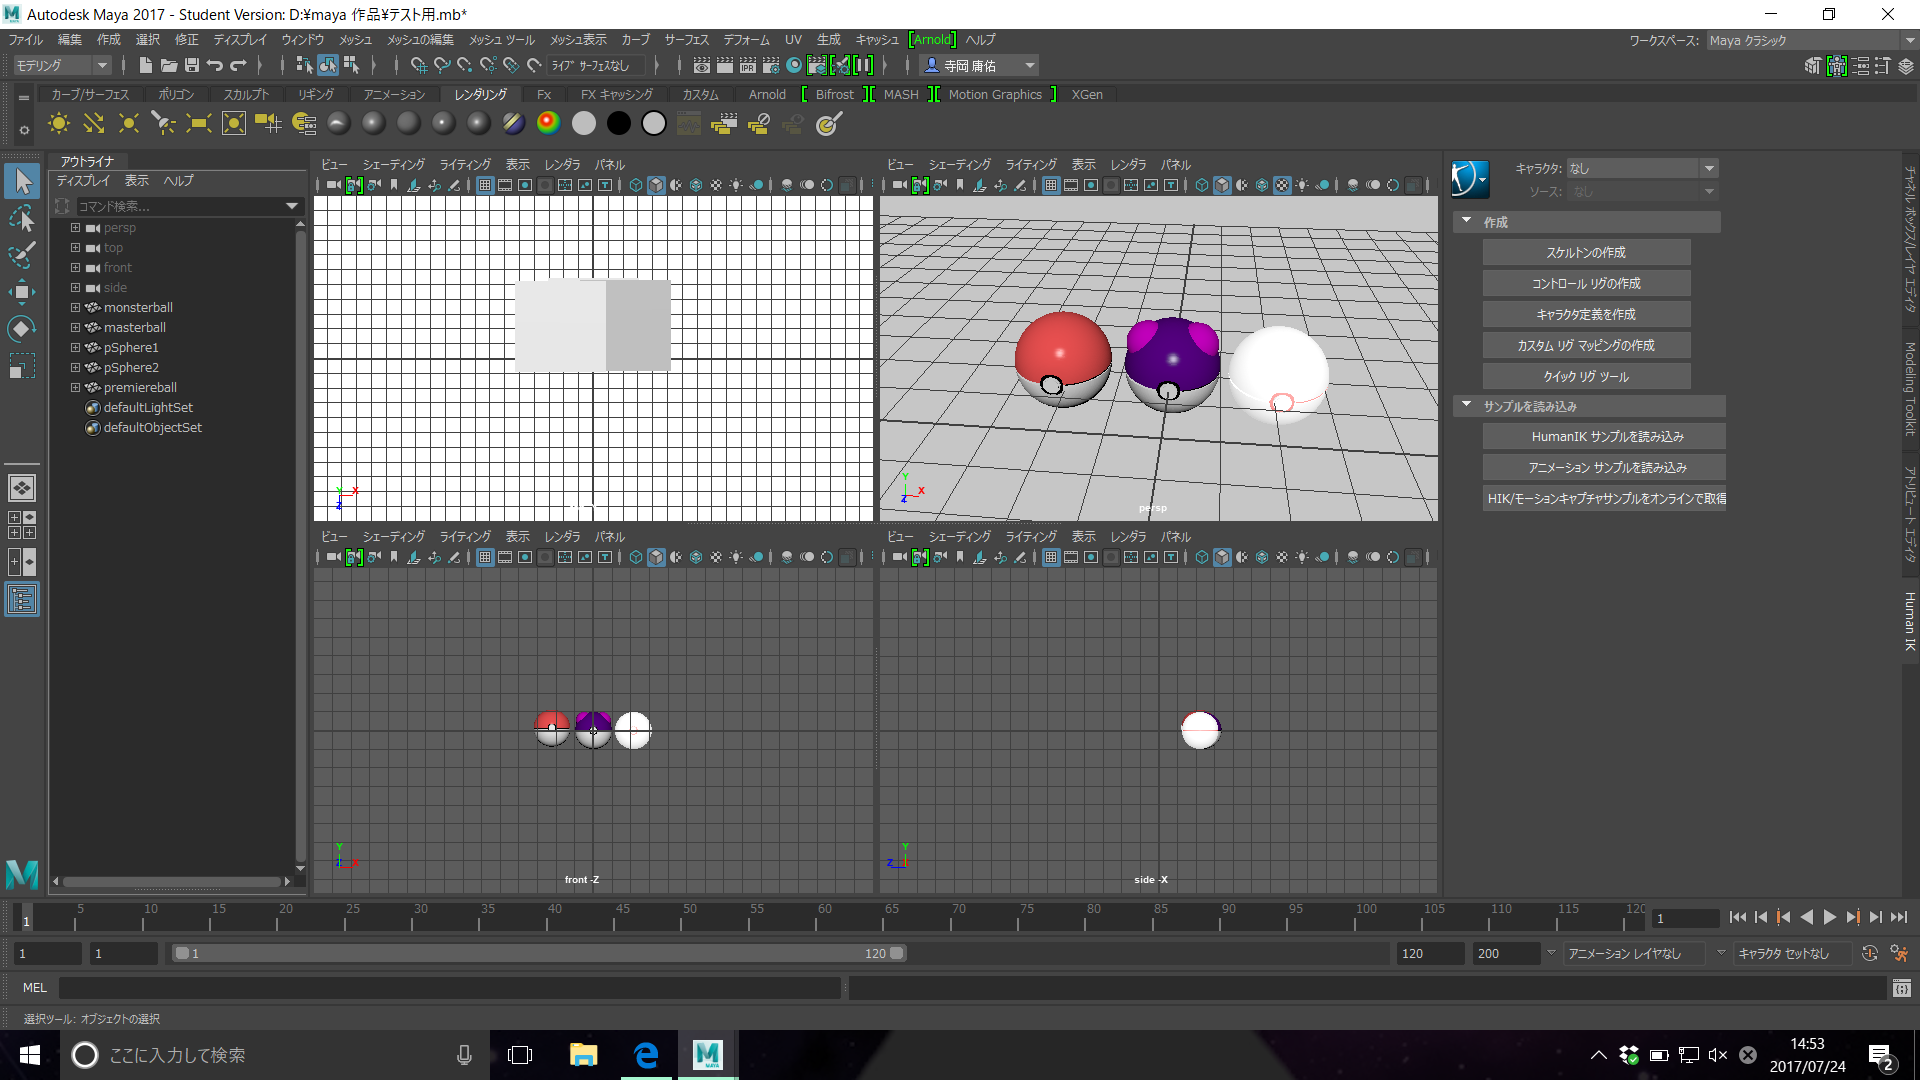 Autodesk Maya 2017 - Student Version: D:¥maya 作品¥テスト用.mb*
ファイル 編集 作成 選択 修正 ディスプレイ ウィンドウ メッシュ メッシュの編集 メッシュ ツール メッシュ表示 カーブ サーフェス デフォーム UV 生成 キャッシュ [Arnold] ヘルプ
ワークスペース: Maya クラシック
モデリング
ライブ サーフェスなし
寺岡 庸佑
カーブ/サーフェス ポリゴン スカルプト リギング アニメーション レンダリング Fx FX キャッシング カスタム Arnold [ Bifrost ] [ MASH ] [ Motion Graphics ] XGen
IPR
アウトライナ
ディスプレイ 表示 ヘルプ
コマンド検索...
persp
top
front
side
monsterball
masterball
pSphere1
pSphere2
premiereball
defaultLightSet
defaultObjectSet
ビュー シェーディング ライティング 表示 レンダラ パネル
Y X
Z
ビュー シェーディング ライティング 表示 レンダラ パネル
Y
X
Z
persp
ビュー シェーディング ライティング 表示 レンダラ パネル
Y
Z X
front -Z
ビュー シェーディング ライティング 表示 レンダラ パネル
Y
Z
side -X
キャラクタ: なし
ソース: なし
作成
スケルトンの作成
コントロール リグの作成
キャラクタ定義を作成
カスタム リグ マッピングの作成
クイック リグ ツール
サンプルを読み込み
HumanIK サンプルを読み込み
アニメーション サンプルを読み込み
HIK/モーションキャプチャサンプルをオンラインで取得
チャネル ボックス/レイヤ エディタ
Modeling Toolkit
アトリビュート エディタ
Human IK
1 5 10 15 20 25 30 35 40 45 50 55 60 65 70 75 80 85 90 95 100 105 110 115 120
1
1 1 1 120 120 200 アニメーション レイヤなし キャラクタ セットなし
MEL
選択ツール: オブジェクトの選択
ここに入力して検索
MAYA
14:53
2017/07/24
2